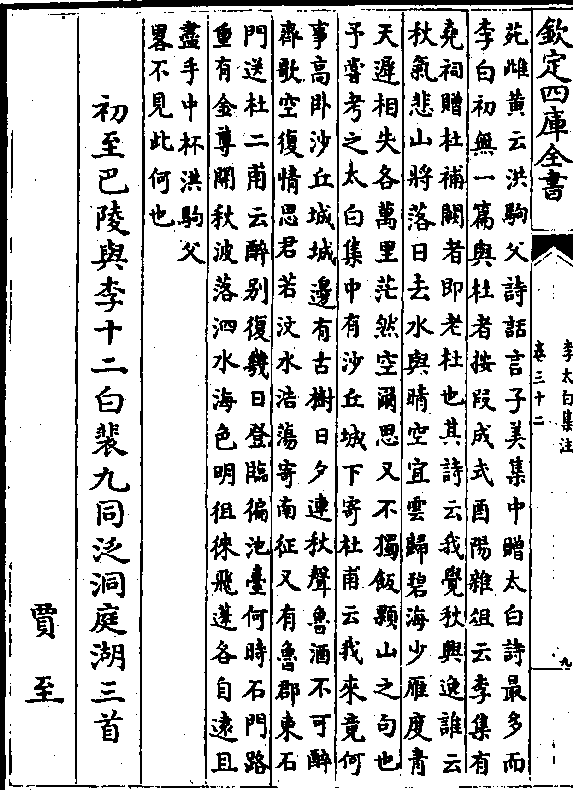 欽定四庫全書
李太白集注
卷三十二
九
苑雌黄云洪駒父詩話言子美集中贈太白詩最多而
李白初無一篇與杜者按段成式酉陽雜俎云李集有
堯祠贈杜補闕者即老杜也其詩云我覺秋興逸誰云
秋氣悲山將落日去水與晴空宜雲歸碧海少雁度青
天遲相失各萬里茫然空爾思又不獨飯顆山之句也
予嘗考之太白集中有沙丘城下寄杜甫云我來竟何
事高卧沙丘城城邊有古樹日夕連秋聲魯酒不可醉
齊歌空復情思君若汶水浩蕩寄南征又有魯郡東石
門送杜二甫云醉别復幾日登臨徧池臺何時石門路
重有金尊開秋波落泗水海色明徂徠飛蓬各自逺且
盡手中杯洪駒父
畧不見此何也
初至巴陵與李十二白裴九同泛洞庭湖三首
賈至